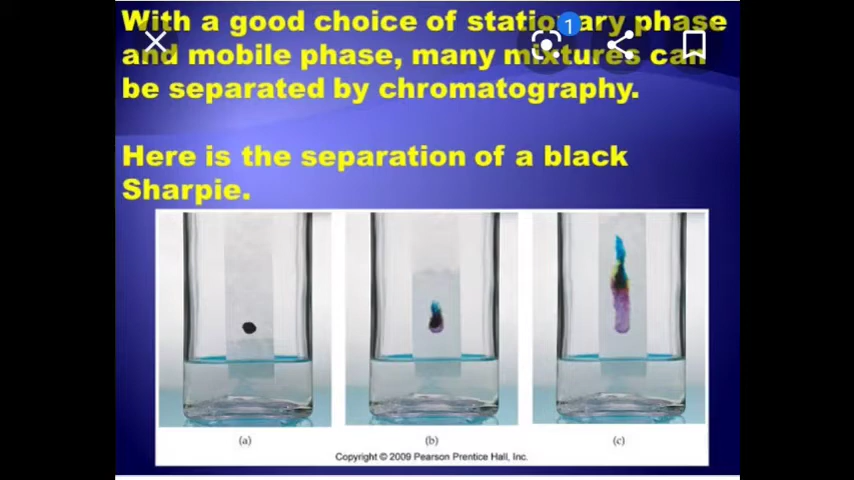 With a good choice of stationary phase
and mobile phase, many mixtures can
be separated by chromatography.
Here is the separation of a black
Sharpie.
(a) (b) (c)
Copyright © 2009 Pearson Prentice Hall, Inc.
1